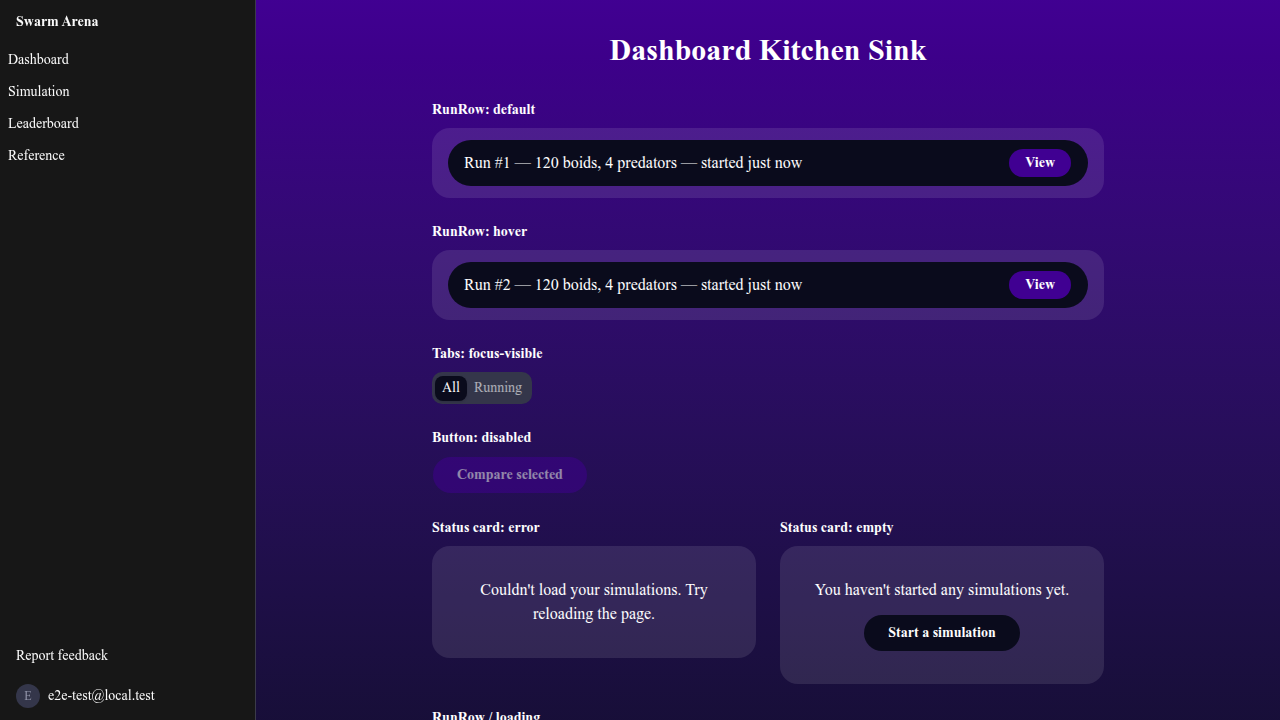 Swarm Arena
Dashboard
Simulation
Leaderboard
Reference
Report feedback
E
e2e-test@local.test
Dashboard Kitchen Sink
RunRow: default
Run #1 — 120 boids, 4 predators — started just now
View
RunRow: hover
Run #2 — 120 boids, 4 predators — started just now
View
Tabs: focus-visible
All Running
Button: disabled
Compare selected
Status card: error
Couldn't load your simulations. Try
reloading the page.
Status card: empty
You haven't started any simulations yet.
Start a simulation
RunRow / loading